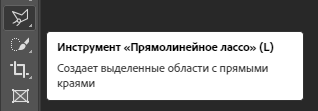 Инструмент «Прямолинейное лассо» (L)
Создает выделенные области с прямыми
краями